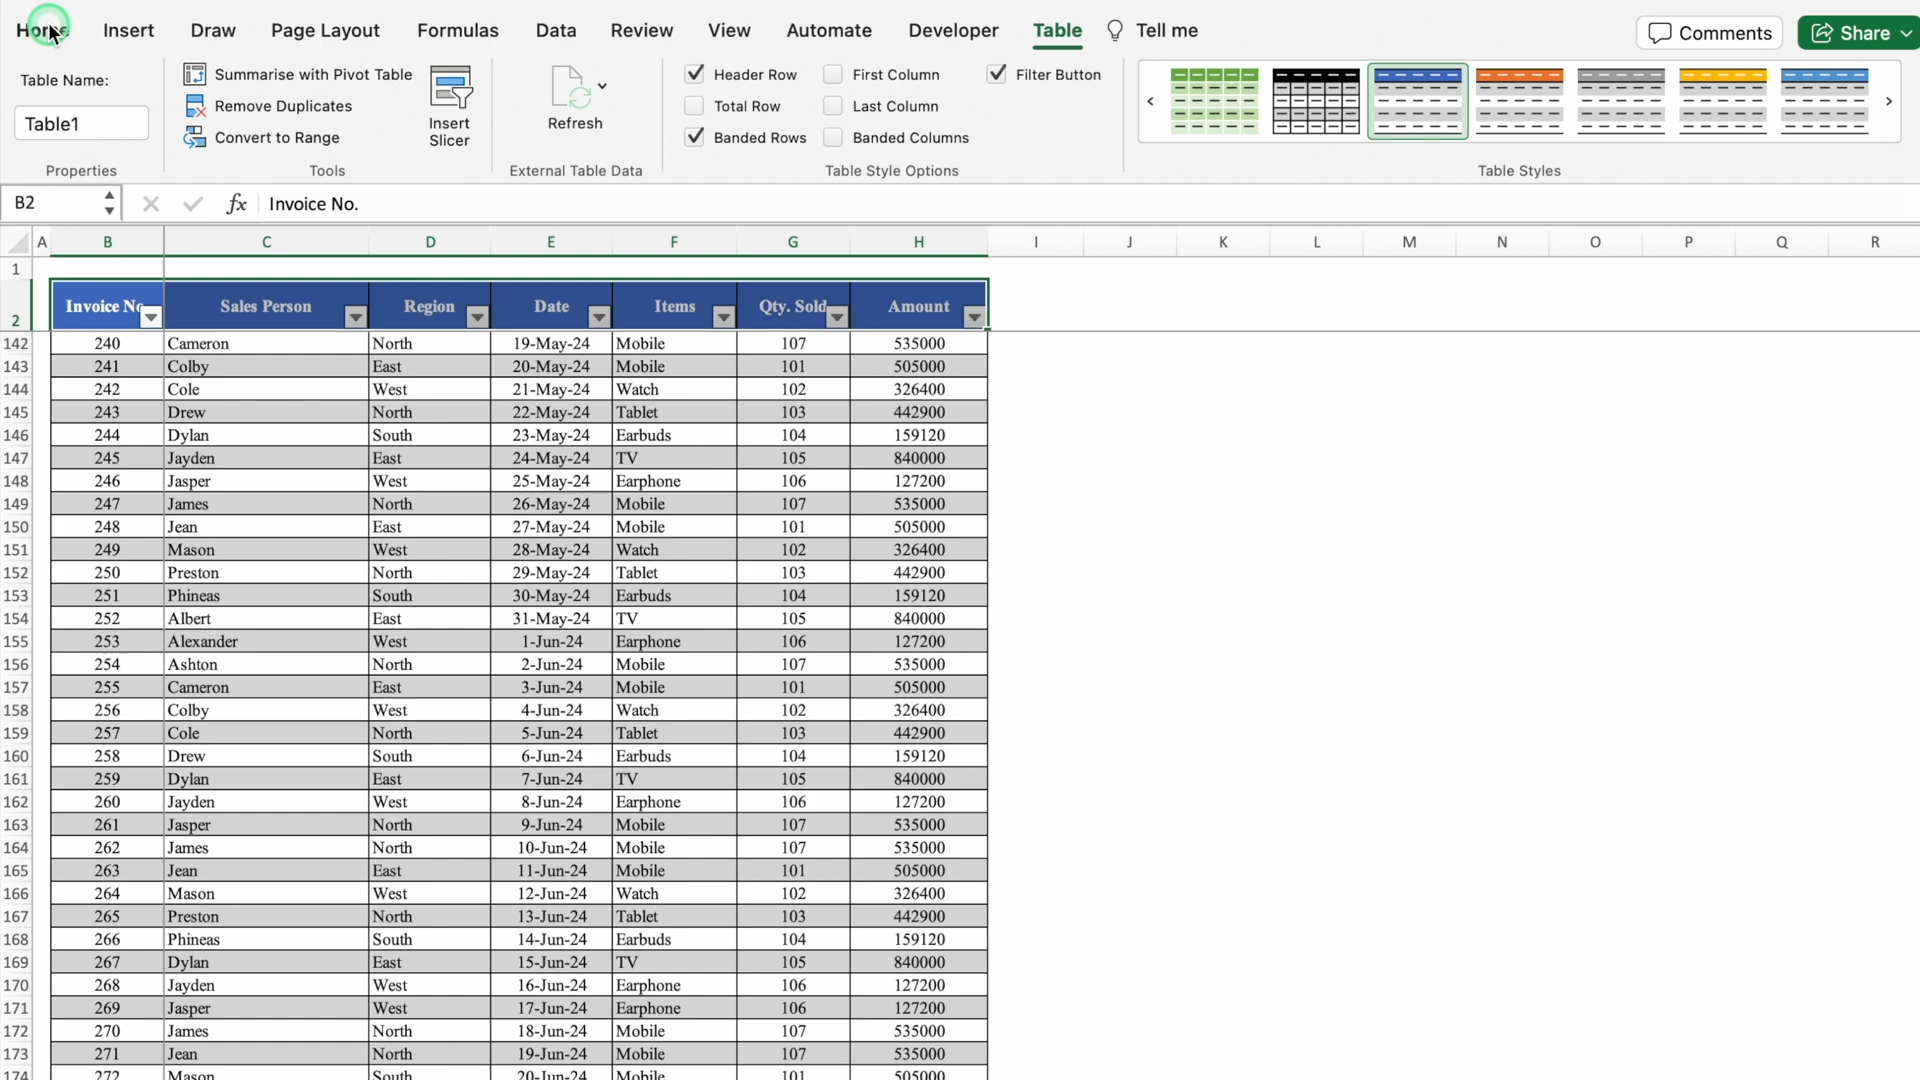 Home Insert Draw Page Layout Formulas Data Review View Automate Developer Table Tell me Comments Share
Table Name:
Table1
Properties
Summarise with Pivot Table
Remove Duplicates
Convert to Range
Tools
Insert
Slicer
Refresh
External Table Data
Header Row First Column Filter Button
Total Row Last Column
Banded Rows Banded Columns
Table Style Options
Table Styles
B2 fx Invoice No.
A B C D E F G H I J K L M N O P Q R
1
2 Invoice No. Sales Person Region Date Items Qty. Sold Amount
142 240 Cameron North 19-May-24 Mobile 107 535000
143 241 Colby East 20-May-24 Mobile 101 505000
144 242 Cole West 21-May-24 Watch 102 326400
145 243 Drew North 22-May-24 Tablet 103 442900
146 244 Dylan South 23-May-24 Earbuds 104 159120
147 245 Jayden East 24-May-24 TV 105 840000
148 246 Jasper West 25-May-24 Earphone 106 127200
149 247 James North 26-May-24 Mobile 107 535000
150 248 Jean East 27-May-24 Mobile 101 505000
151 249 Mason West 28-May-24 Watch 102 326400
152 250 Preston North 29-May-24 Tablet 103 442900
153 251 Phineas South 30-May-24 Earbuds 104 159120
154 252 Albert East 31-May-24 TV 105 840000
155 253 Alexander West 1-Jun-24 Earphone 106 127200
156 254 Ashton North 2-Jun-24 Mobile 107 535000
157 255 Cameron East 3-Jun-24 Mobile 101 505000
158 256 Colby West 4-Jun-24 Watch 102 326400
159 257 Cole North 5-Jun-24 Tablet 103 442900
160 258 Drew South 6-Jun-24 Earbuds 104 159120
161 259 Dylan East 7-Jun-24 TV 105 840000
162 260 Jayden West 8-Jun-24 Earphone 106 127200
163 261 Jasper North 9-Jun-24 Mobile 107 535000
164 262 James North 10-Jun-24 Mobile 107 535000
165 263 Jean East 11-Jun-24 Mobile 101 505000
166 264 Mason West 12-Jun-24 Watch 102 326400
167 265 Preston North 13-Jun-24 Tablet 103 442900
168 266 Phineas South 14-Jun-24 Earbuds 104 159120
169 267 Dylan East 15-Jun-24 TV 105 840000
170 268 Jayden West 16-Jun-24 Earphone 106 127200
171 269 Jasper West 17-Jun-24 Earphone 106 127200
172 270 James North 18-Jun-24 Mobile 107 535000
173 271 Jean North 19-Jun-24 Mobile 107 535000
174 272 Mason South 20-Jun-24 Mobile 101 505000